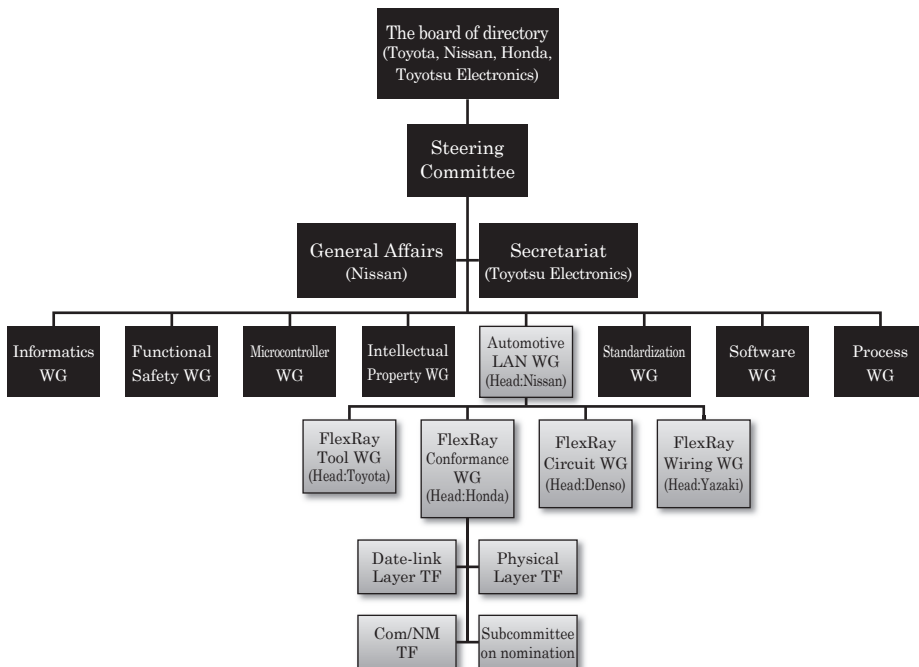 The board of directory
(Toyota, Nissan, Honda,
Toyotsu Electronics)
Steering
Committee
General Affairs
(Nissan)
Secretariat
(Toyotsu Electronics)
Informatics
WG
Functional
Safety WG
Microcontroller
WG
Intellectual
Property WG
Automotive
LAN WG
(Head:Nissan)
Standardization
WG
Software
WG
Process
WG
FlexRay
Tool WG
(Head:Toyota)
FlexRay
Conformance
WG
(Head:Honda)
FlexRay
Circuit WG
(Head:Denso)
FlexRay
Wiring WG
(Head:Yazaki)
Date-link
Layer TF
Physical
Layer TF
Com/NM
TF
Subcommittee
on nomination